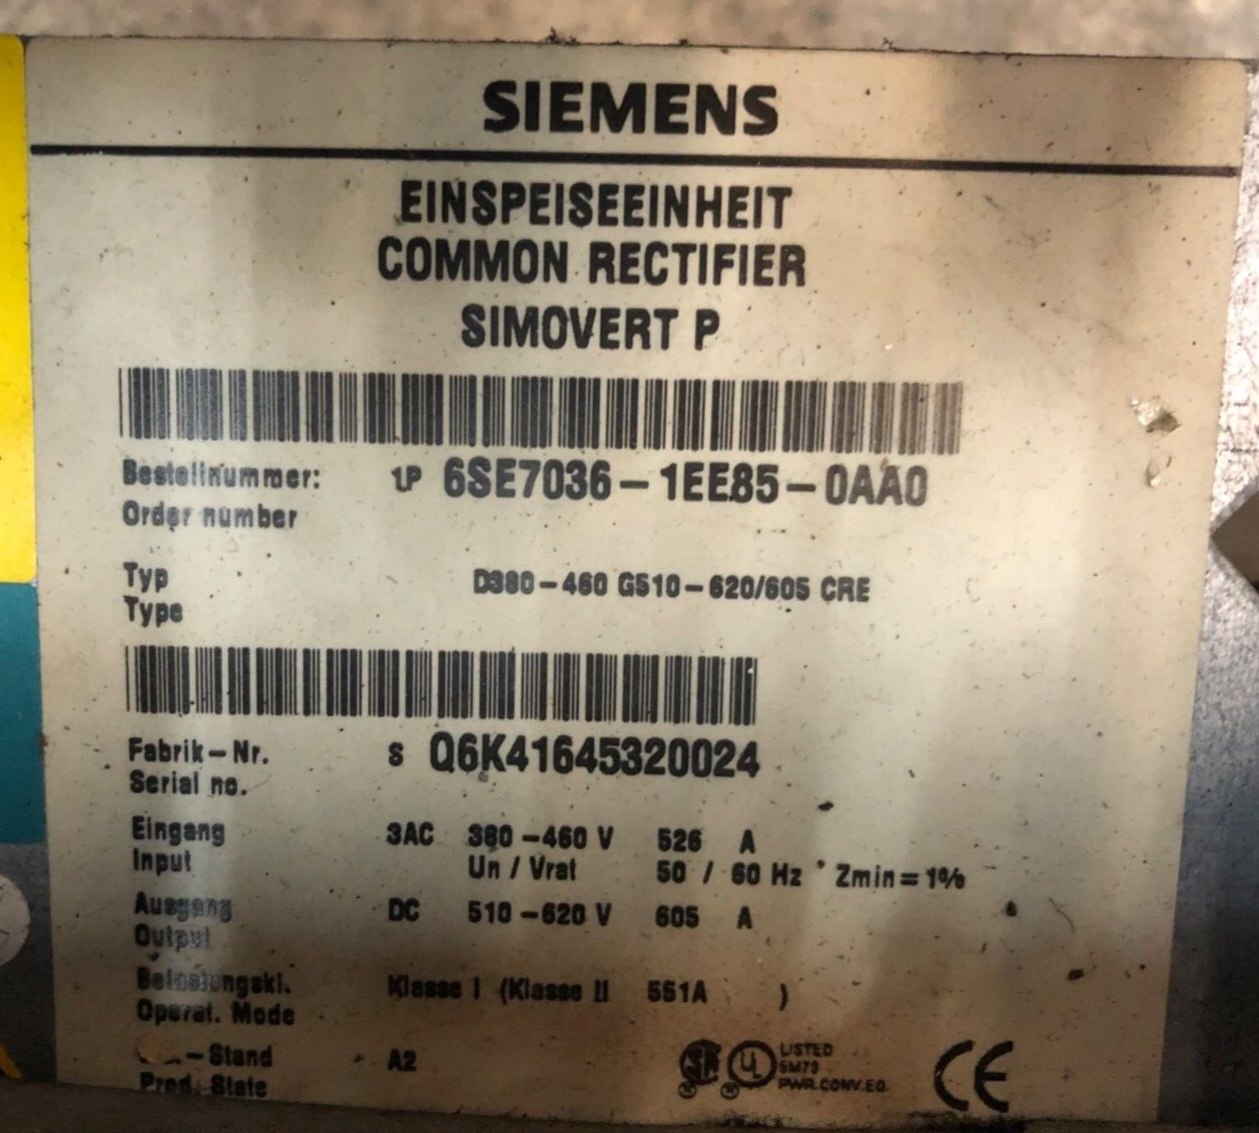 SIEMENS
EINSPEISEEINHEIT
COMMON RECTIFIER
SIMOVERT P
Bestellnummer: 1P 6SE7036-1EE85-0AA0
Order number
Typ D380-460 G510-620/605 CRE
Type
Fabrik-Nr. S Q6K41645320024
Serial no.
Eingang 3AC 380-460 V 526 A
Input Un / Vrat 50 / 60 Hz Zmin=1%
Ausgang DC 510-620 V 605 A
Output
Belastungskl. Klasse I (Klasse II 551A )
Operat. Mode
-Stand A2
Prod. State
LISTED
5M73
PWR.CONV.EQ.
UL
CE